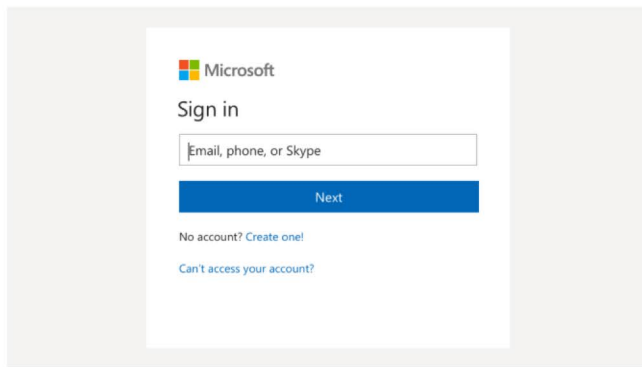 Microsoft
Sign in
Email, phone, or Skype
Next
No account? Create one!
Can't access your account?